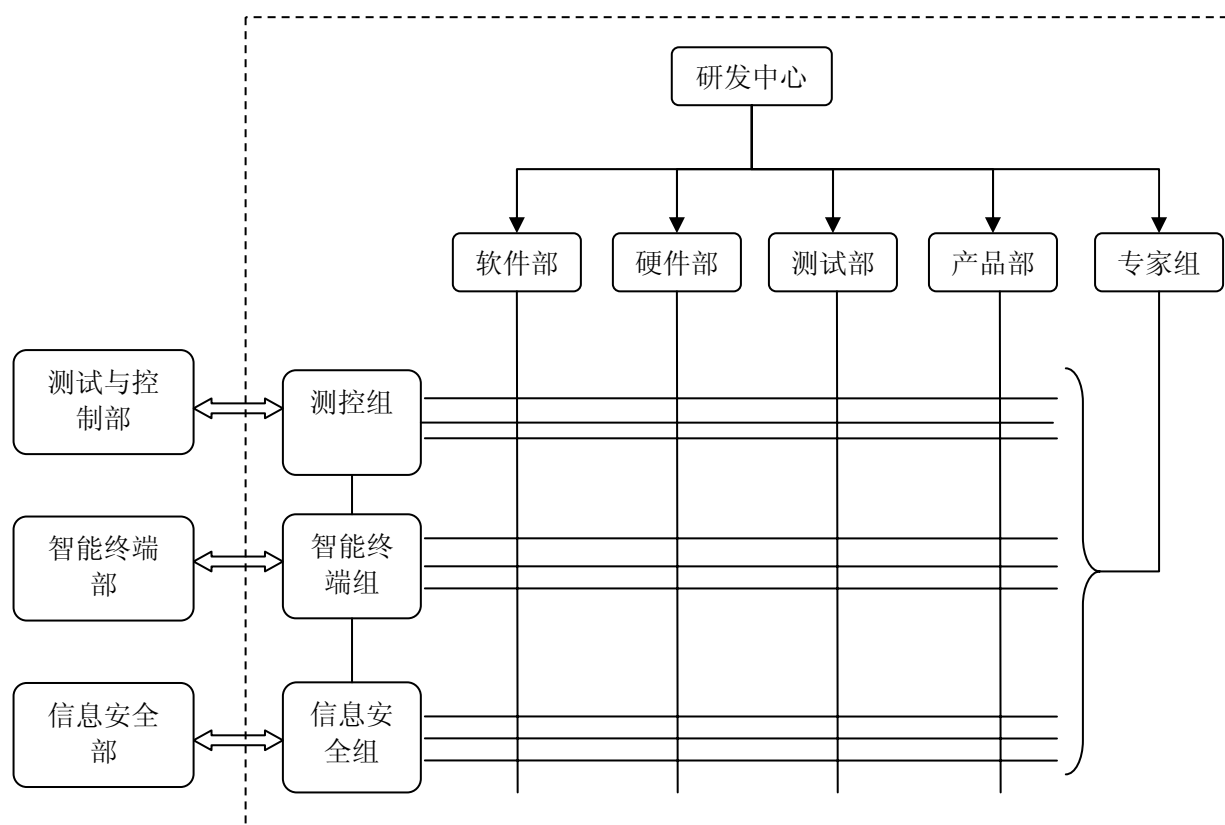 研发中心
软件部
硬件部
测试部
产品部
专家组
测试与控
制部
测控组
智能终端
部
智能终
端组
信息安全
部
信息安
全组